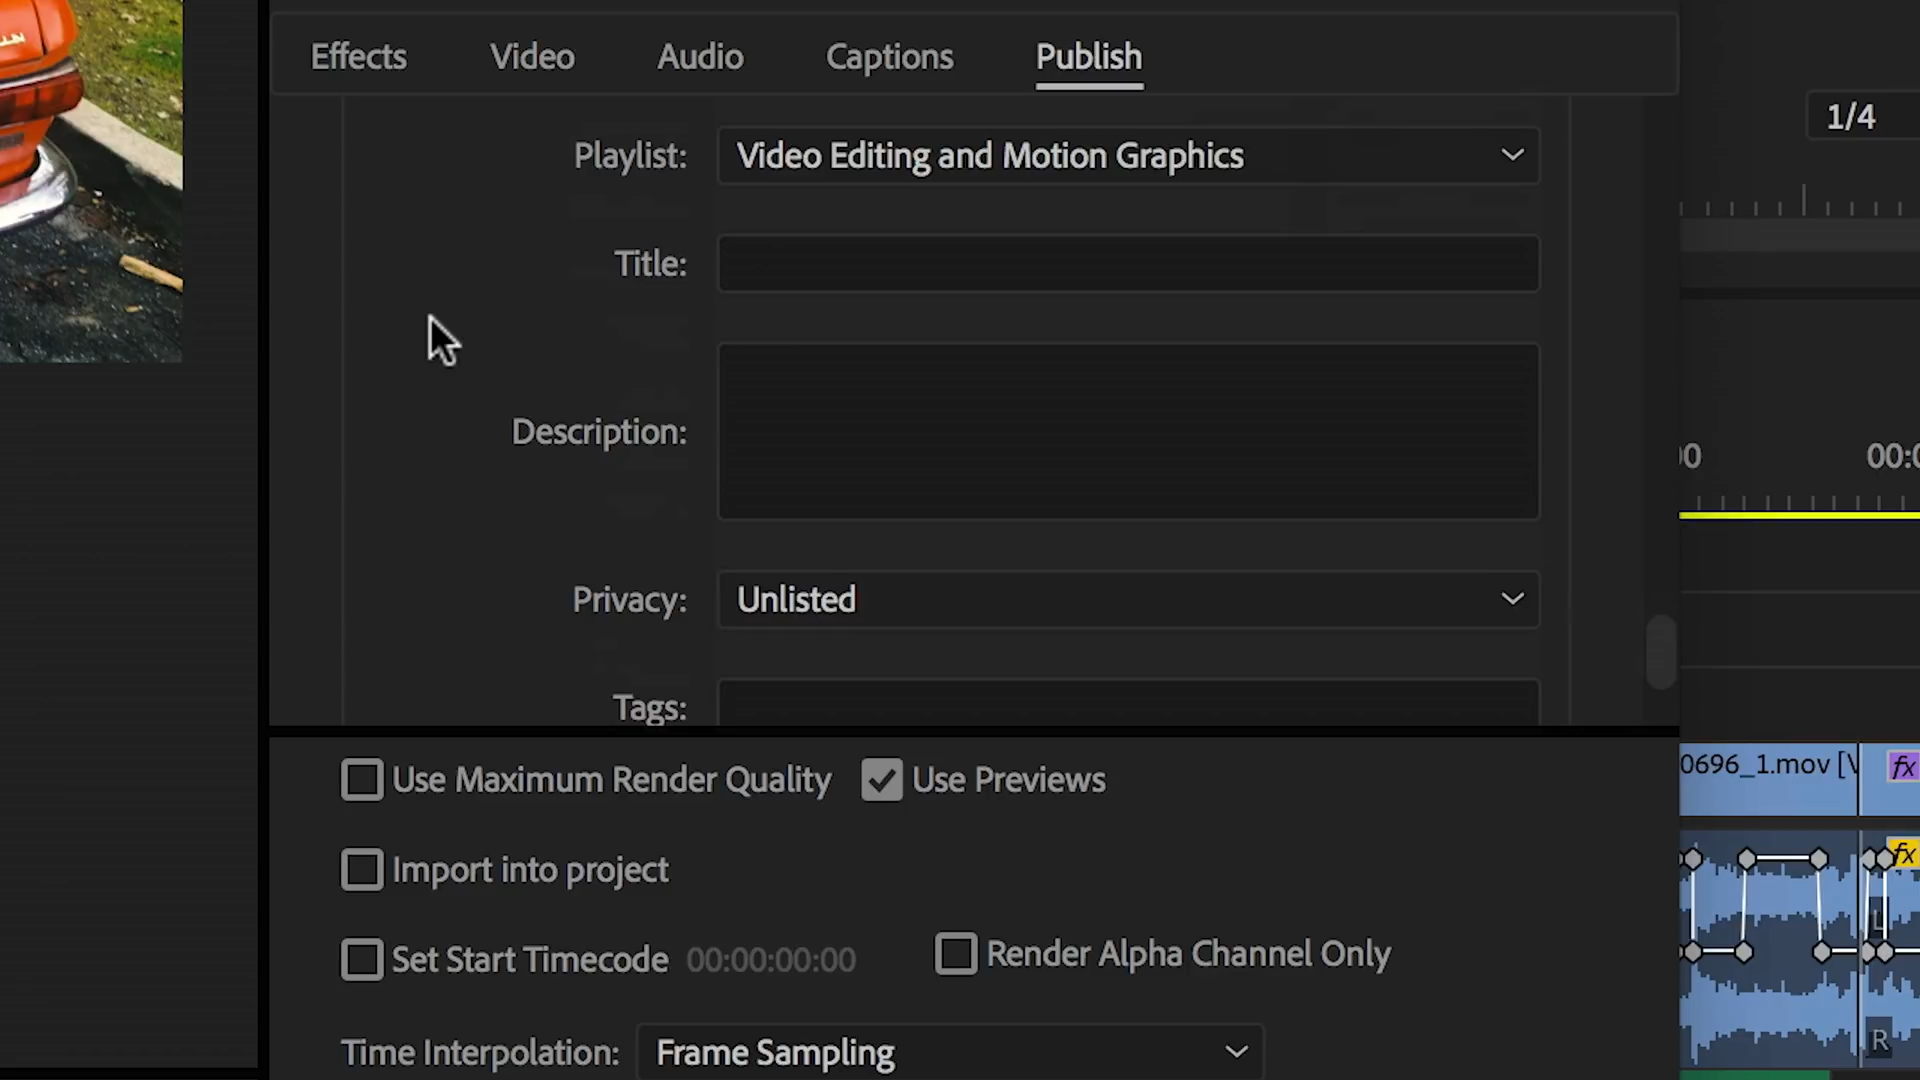 Effects Video Audio Captions Publish
1/4
Playlist: Video Editing and Motion Graphics
Title:
Description:
00:0
Privacy: Unlisted
Tags:
0696_1.mov [V fx
Use Maximum Render Quality Use Previews
Import into project
fx
L
Set Start Timecode 00:00:00:00 Render Alpha Channel Only
R
Time Interpolation: Frame Sampling